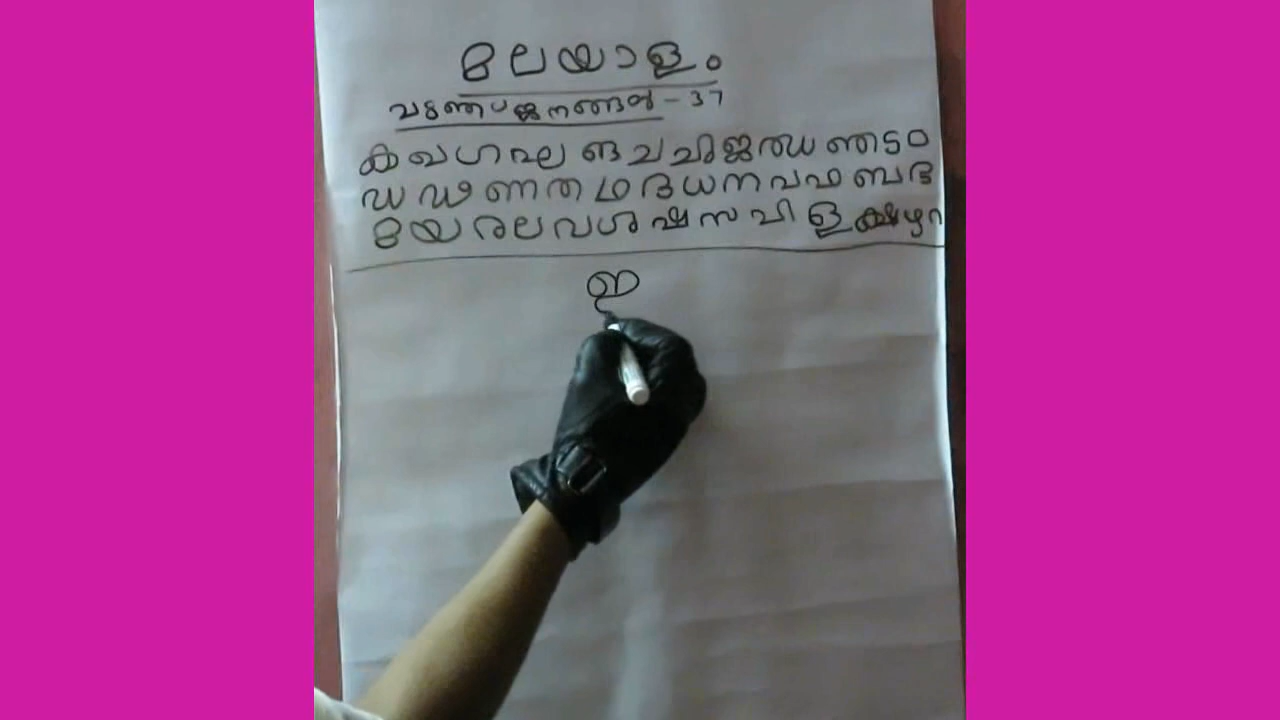 മലയാളം
വ്യഞ്ജനങ്ങൾ - 37
ക ഖ ഗ ഘ ങ ച ഛ ജ ഝ ഞ ട ഠ
ഡ ഢ ണ ത ഥ ദ ധ ന പ ഫ ബ ഭ
മ യ ര ല വ ശ ഷ സ ഹ ള ക്ഷ ഴ റ